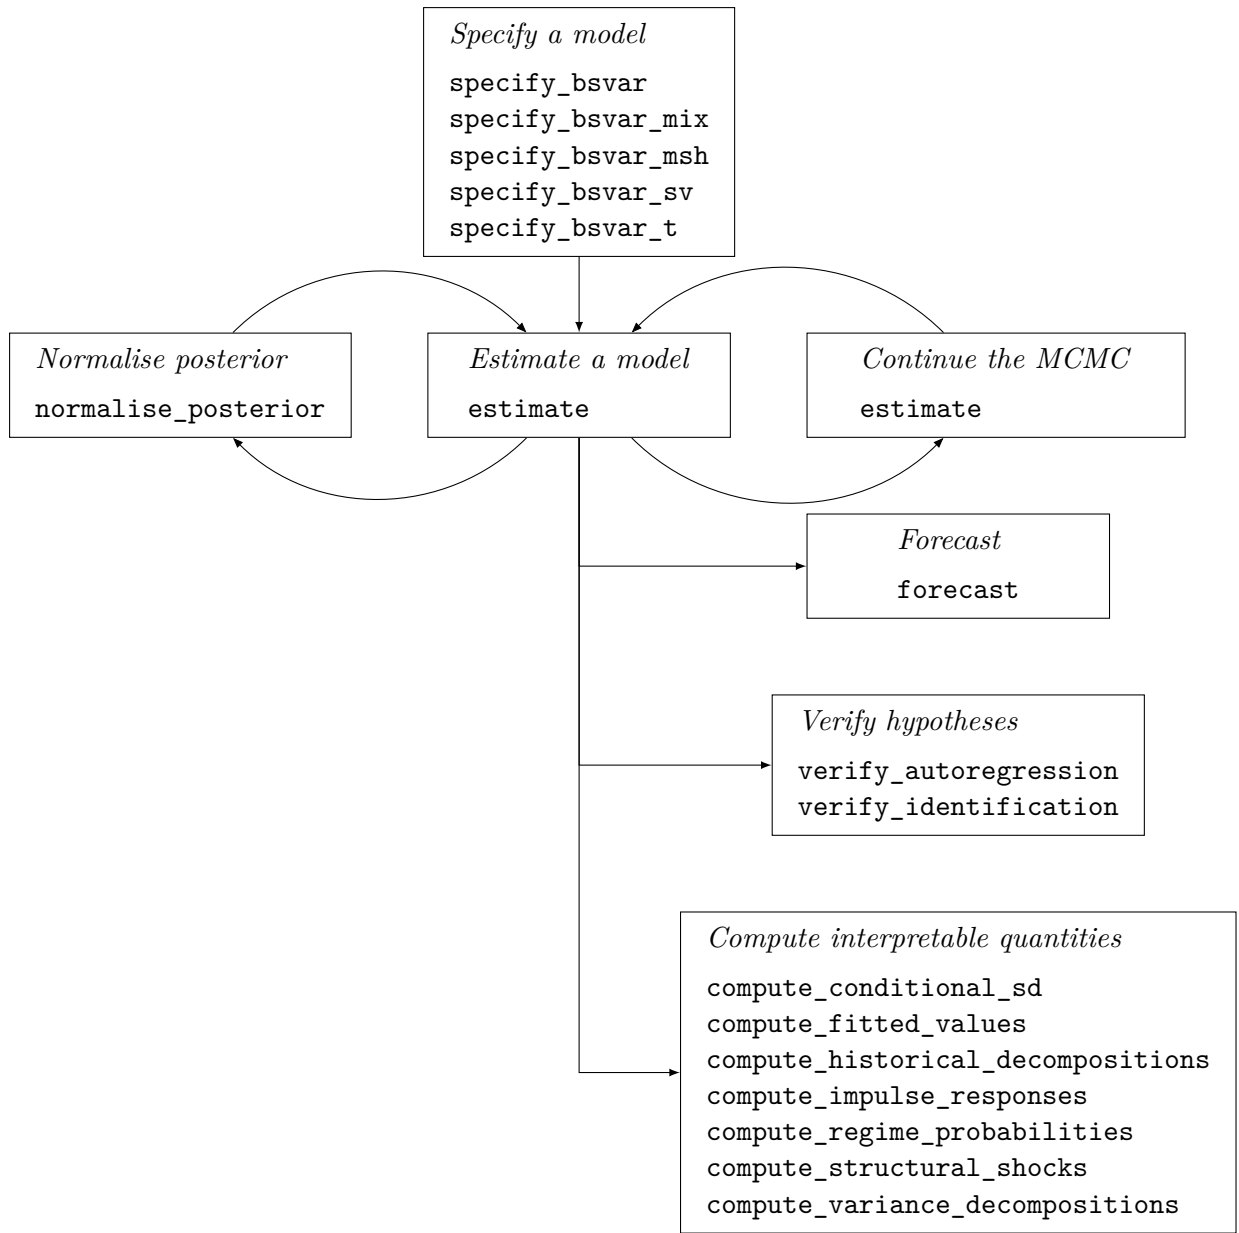 Specify a model
specify_bsvar
specify_bsvar_mix
specify_bsvar_msh
specify_bsvar_sv
specify_bsvar_t
Normalise posterior
normalise_posterior
Estimate a model
estimate
Continue the MCMC
estimate
Forecast
forecast
Verify hypotheses
verify_autoregression
verify_identification
Compute interpretable quantities
compute_conditional_sd
compute_fitted_values
compute_historical_decompositions
compute_impulse_responses
compute_regime_probabilities
compute_structural_shocks
compute_variance_decompositions